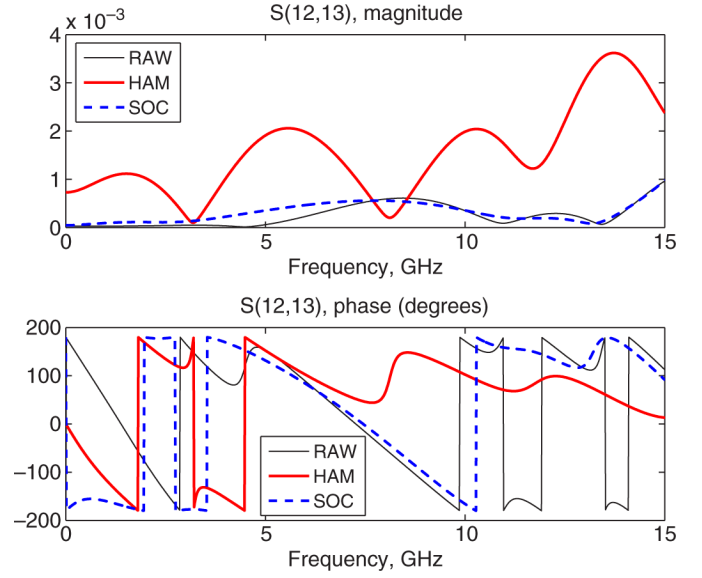 S(12,13), magnitude
x 10⁻³
4
3
2
1
0
RAW
HAM
SOC
0 5 10 15
Frequency, GHz
S(12,13), phase (degrees)
200
100
0
−100
−200
RAW
HAM
SOC
0 5 10 15
Frequency, GHz